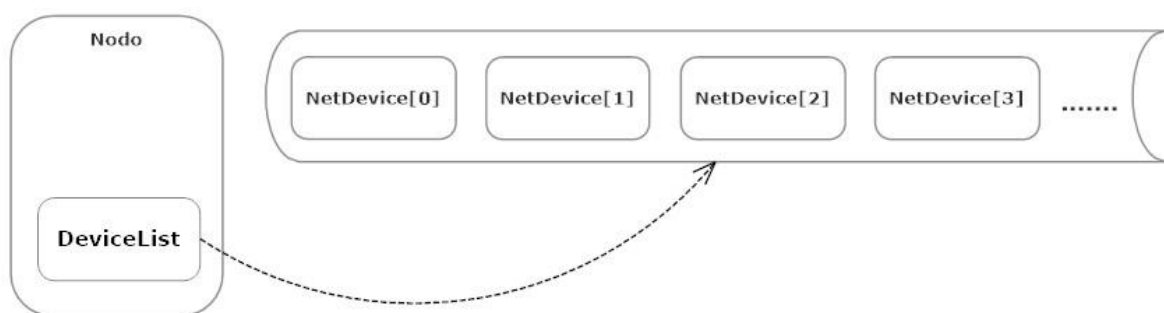 Nodo
NetDevice[0] NetDevice[1] NetDevice[2] NetDevice[3] .......
DeviceList